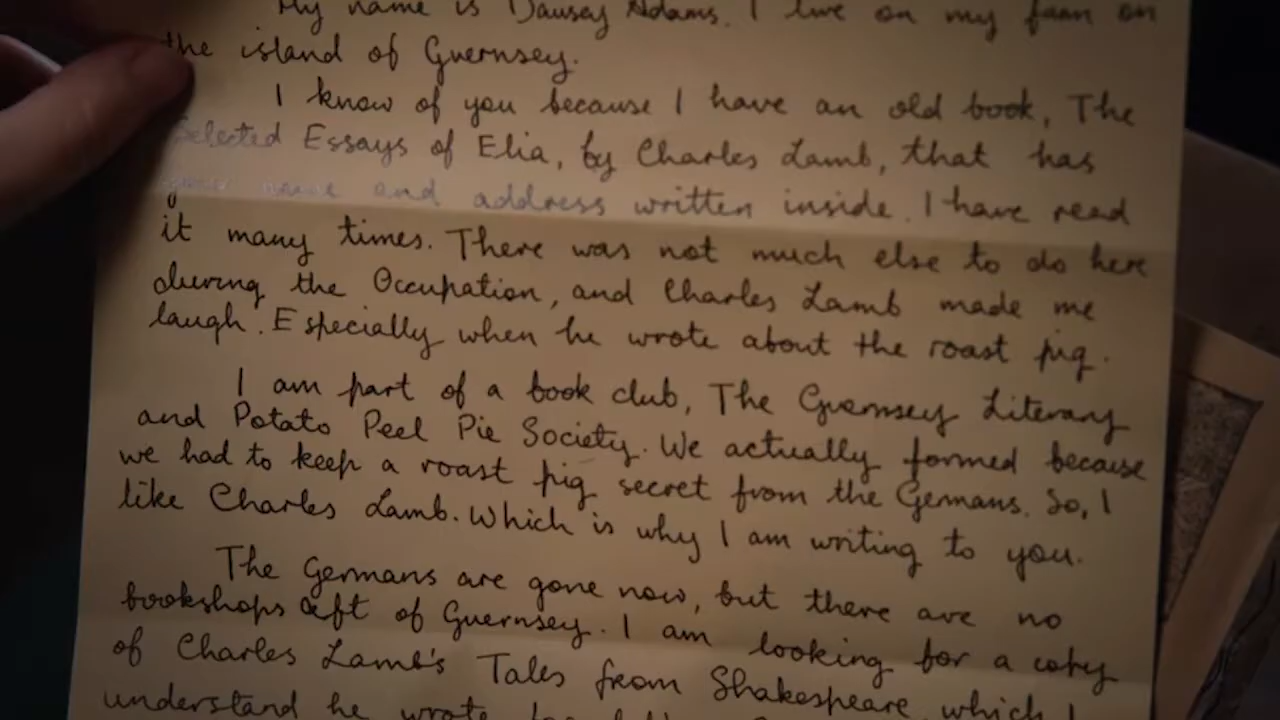 My name is Dawsey Adams. I live on my farm on
the island of Guernsey.
I know of you because I have an old book, The
Selected Essays of Elia, by Charles Lamb, that has
your name and address written inside. I have read
it many times. There was not much else to do here
during the Occupation, and Charles Lamb made me
laugh. Especially when he wrote about the roast pig.
I am part of a book club, The Guernsey Literary
and Potato Peel Pie Society. We actually formed because
we had to keep a roast pig secret from the Germans. So, I
like Charles Lamb. Which is why I am writing to you.
The Germans are gone now, but there are no
bookshops left of Guernsey. I am looking for a copy
of Charles Lamb's Tales from Shakespeare, which I
understand he wrote